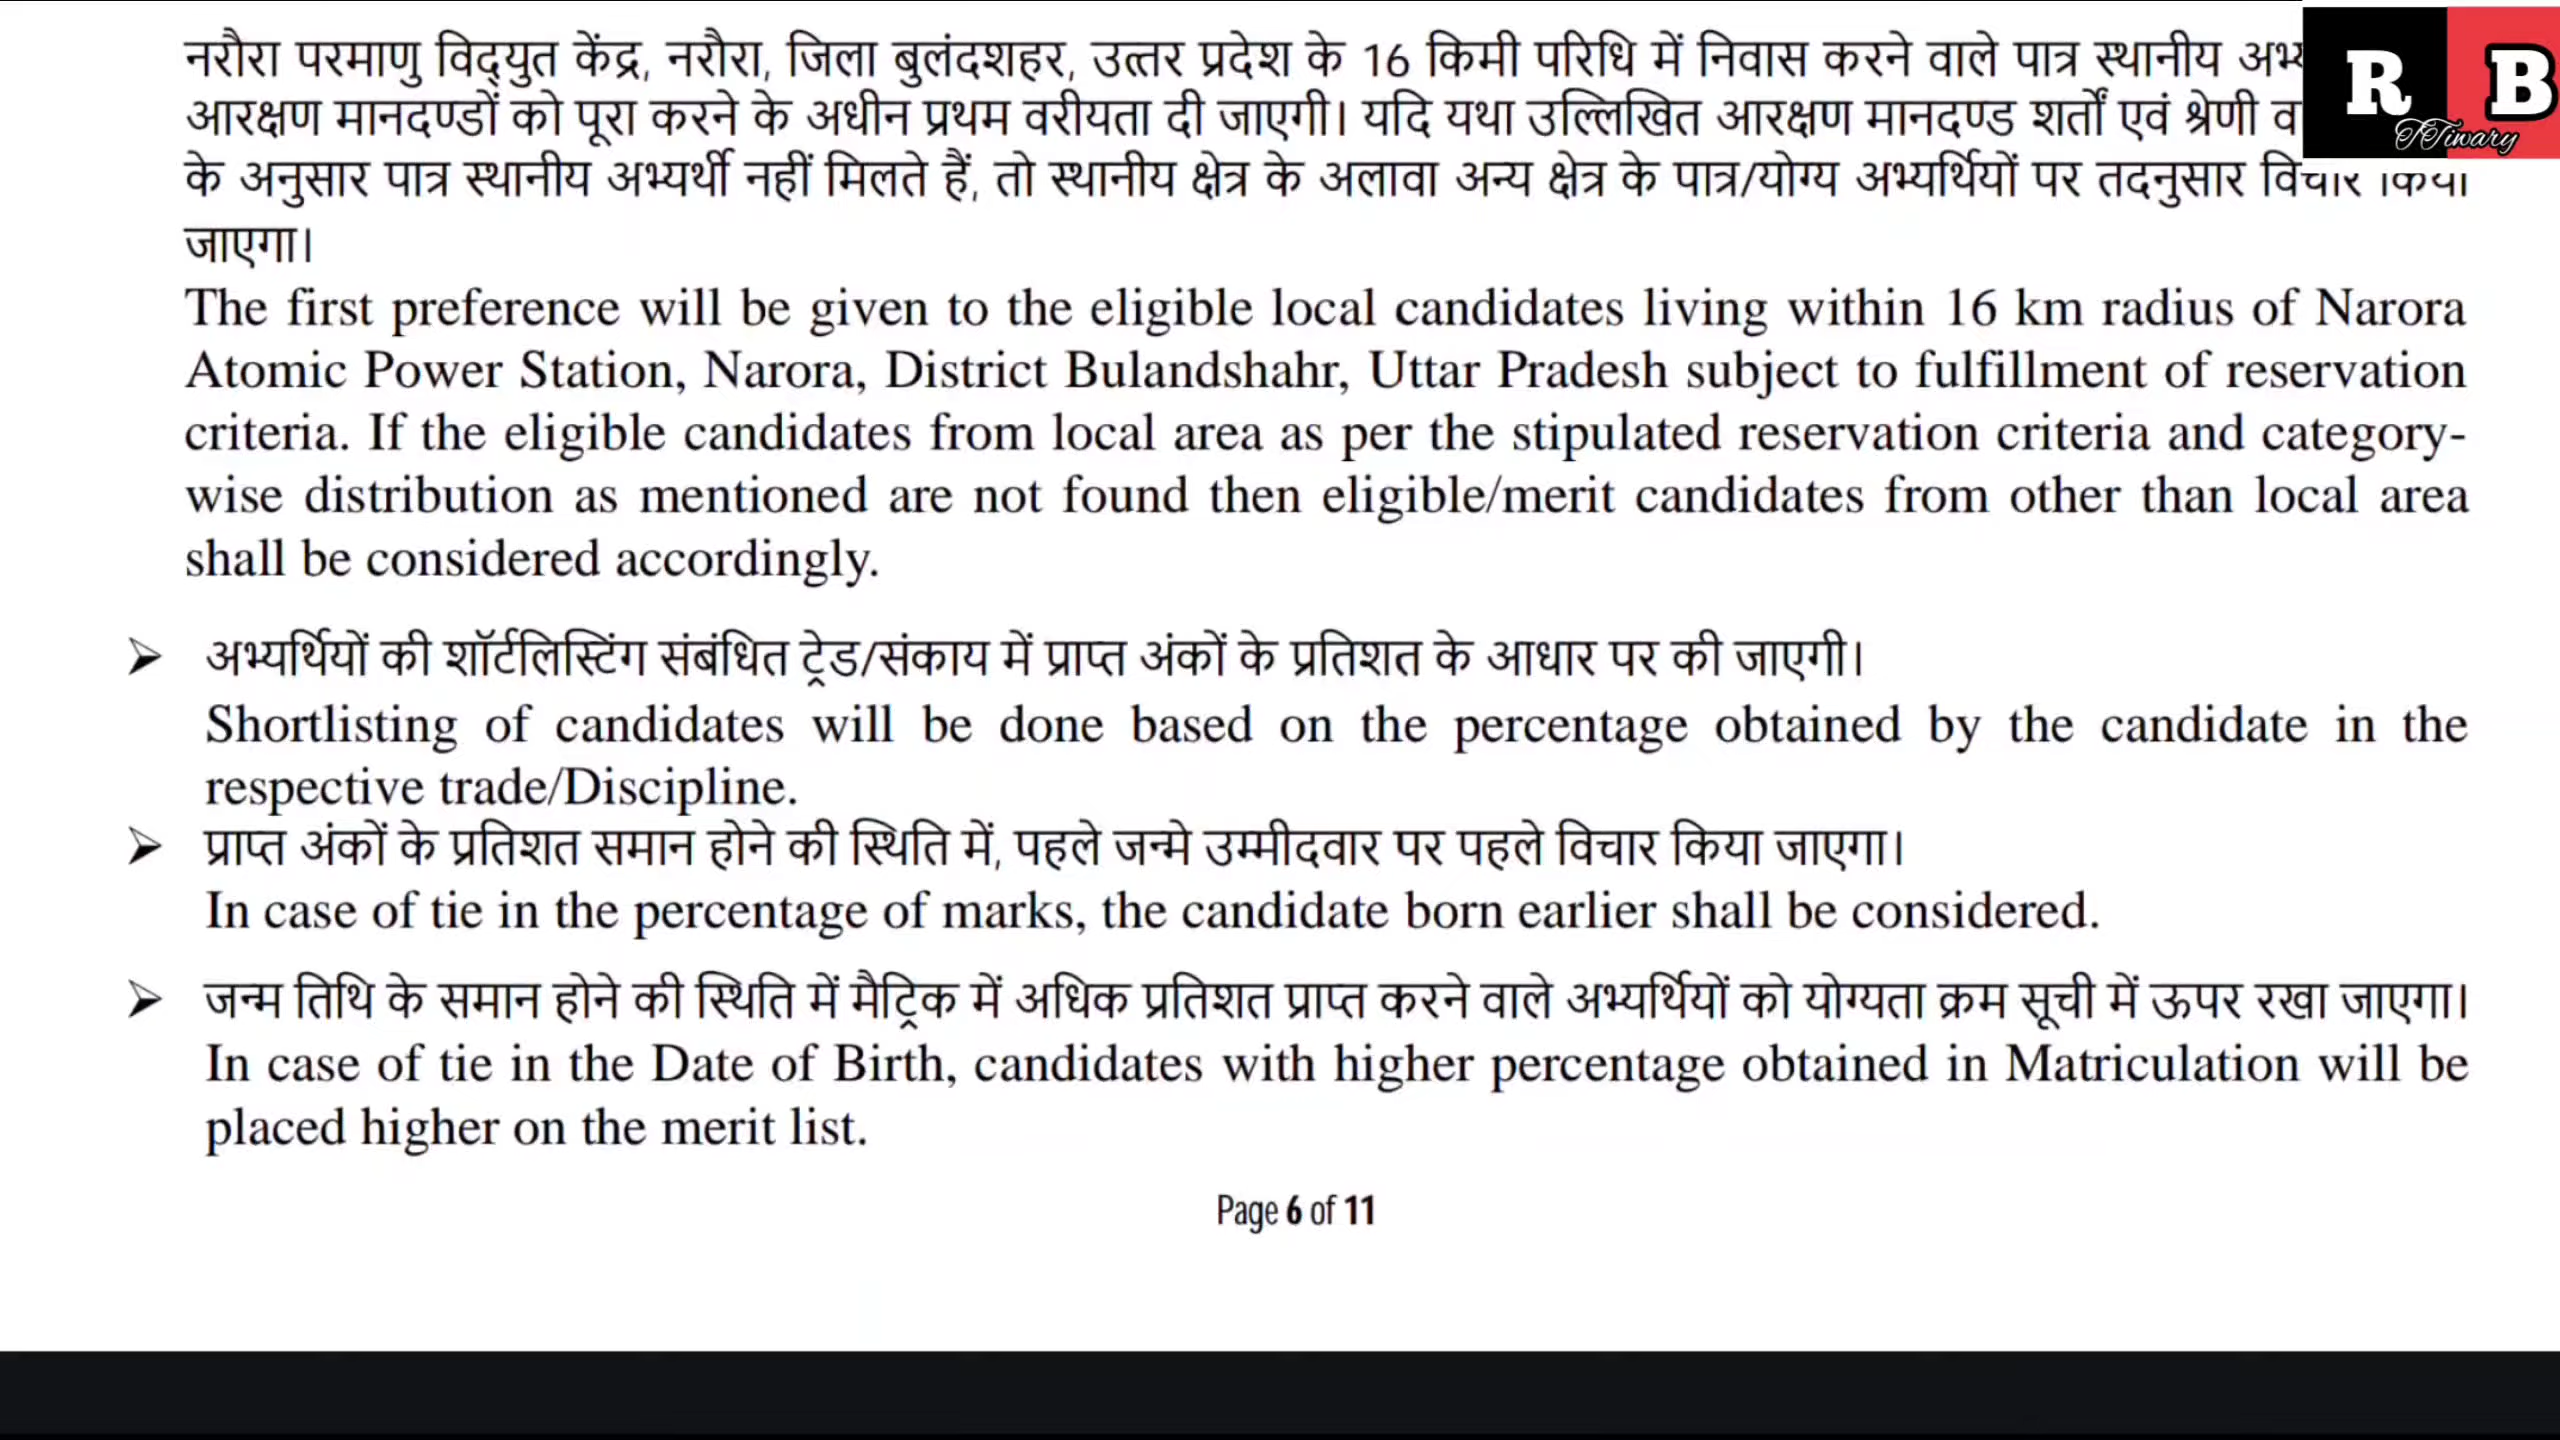 नरौरा परमाणु विद्युत केंद्र, नरौरा, जिला बुलंदशहर, उत्तर प्रदेश के 16 किमी परिधि में निवास करने वाले पात्र स्थानीय
आरक्षण मानदण्डों को पूरा करने के अधीन प्रथम वरीयता दी जाएगी। यदि यथा उल्लिखित आरक्षण मानदण्ड शर्तों एवं श्रेणी
के अनुसार पात्र स्थानीय अभ्यर्थी नहीं मिलते हैं, तो स्थानीय क्षेत्र के अलावा अन्य क्षेत्र के पात्र/योग्य अभ्यर्थियों पर तदनुसार विचार किया
जाएगा।
The first preference will be given to the eligible local candidates living within 16 km radius of Narora
Atomic Power Station, Narora, District Bulandshahr, Uttar Pradesh subject to fulfillment of reservation
criteria. If the eligible candidates from local area as per the stipulated reservation criteria and category-
wise distribution as mentioned are not found then eligible/merit candidates from other than local area
shall be considered accordingly.
➢ अभ्यर्थियों की शॉर्टलिस्टिंग संबंधित ट्रेड/संकाय में प्राप्त अंकों के प्रतिशत के आधार पर की जाएगी।
Shortlisting of candidates will be done based on the percentage obtained by the candidate in the
respective trade/Discipline.
➢ प्राप्त अंकों के प्रतिशत समान होने की स्थिति में, पहले जन्मे उम्मीदवार पर पहले विचार किया जाएगा।
In case of tie in the percentage of marks, the candidate born earlier shall be considered.
➢ जन्म तिथि के समान होने की स्थिति में मैट्रिक में अधिक प्रतिशत प्राप्त करने वाले अभ्यर्थियों को योग्यता क्रम सूची में ऊपर रखा जाएगा।
In case of tie in the Date of Birth, candidates with higher percentage obtained in Matriculation will be
placed higher on the merit list.
Page 6 of 11
R B
Tiwary